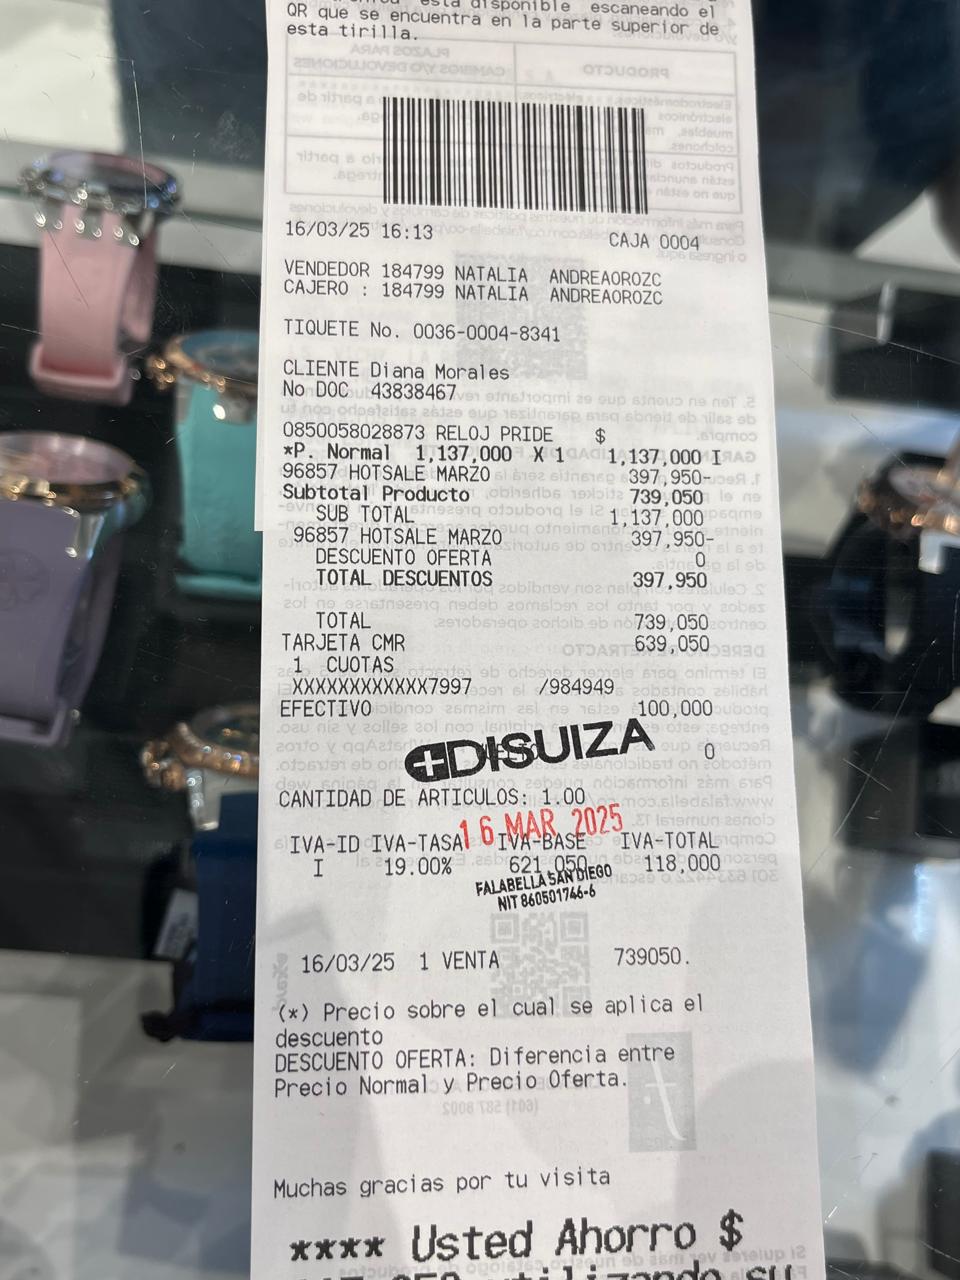 está disponible escaneando el
QR que se encuentra en la parte superior de
esta tirilla.
16/03/25 16:13 CAJA 0004
VENDEDOR 184799 NATALIA ANDREAOROZC
CAJERO : 184799 NATALIA ANDREAOROZC
TIQUETE No. 0036-0004-8341
CLIENTE Diana Morales
No DOC 43838467
0850058028873 RELOJ PRIDE $
*P. Normal 1,137,000 X 1 1,137,000 I
96857 HOTSALE MARZO 397,950-
Subtotal Producto 739,050
SUB TOTAL 1,137,000
96857 HOTSALE MARZO 397,950-
DESCUENTO OFERTA 0
TOTAL DESCUENTOS 397,950
TOTAL 739,050
TARJETA CMR 639,050
1 CUOTAS
XXXXXXXXXXXX7997 /984949
EFECTIVO 100,000
DISUIZA 0
CANTIDAD DE ARTICULOS: 1.00
16 MAR 2025
IVA-ID IVA-TASA IVA-BASE IVA-TOTAL
I 19.00% 621,050 118,000
FALABELLA SAN DIEGO
NIT 860501746-6
16/03/25 1 VENTA 739050.
(*) Precio sobre el cual se aplica el
descuento
DESCUENTO OFERTA: Diferencia entre
Precio Normal y Precio Oferta.
Muchas gracias por tu visita
**** Usted Ahorro $
utilizando su